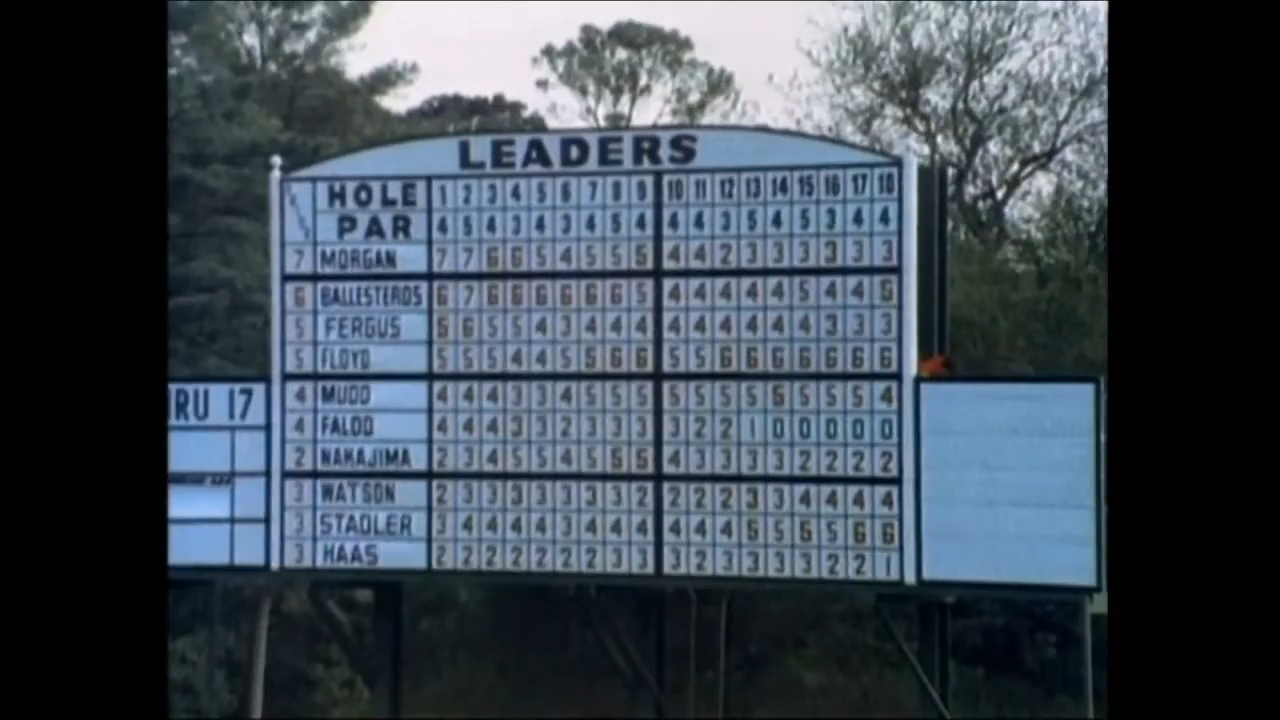 LEADERS
HOLE 1 2 3 4 5 6 7 8 9 10 11 12 13 14 15 16 17 18
PAR 4 5 4 3 4 3 4 5 4 4 4 3 5 4 5 3 4 4
7 MORGAN 7 7 6 6 5 4 5 5 5 4 4 2 3 3 3 3 3 3
6 BALLESTEROS 6 7 6 6 6 6 6 6 5 4 4 4 4 4 5 4 4 5
5 FERGUS 5 6 5 5 4 3 4 4 4 4 4 4 4 4 4 3 3 3
5 FLOYD 5 5 5 4 4 5 5 6 6 5 5 6 6 6 6 6 6 6
RU 17
4 MUDD 4 4 4 3 3 4 5 5 5 5 5 5 5 6 5 5 5 4
4 FALDO 4 4 4 3 3 2 3 3 3 3 2 2 1 0 0 0 0 0
2 NAKAJIMA 2 3 4 5 5 4 5 5 5 4 3 3 3 3 2 2 2 2
3 WATSON 2 3 3 3 3 3 3 3 2 2 2 2 3 3 4 4 4 4
3 STADLER 3 4 4 4 4 3 4 4 4 4 4 4 5 5 6 5 6 6
3 HAAS 2 2 2 2 2 2 2 3 3 3 2 3 3 3 3 2 2 1